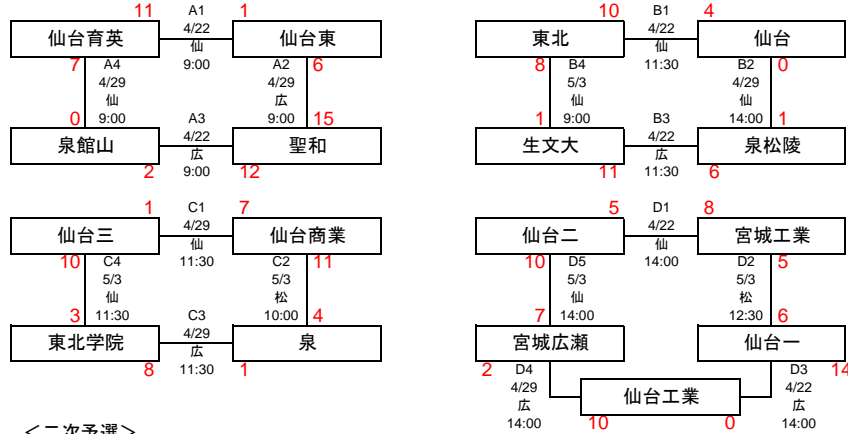 11 A1 1 10 B1 4
仙台育英 4/22 仙台東 東北 4/22 仙台
仙 仙
7 A4 9:00 A2 6 8 B4 11:30 B2 0
4/29 4/29 5/3 4/29
仙 広 仙 仙
0 9:00 A3 9:00 15 1 9:00 B3 14:00 1
泉館山 4/22 聖和 生文大 4/22 泉松陵
広 広
2 9:00 12 11 11:30 6
1 C1 7 5 D1 8
仙台三 4/29 仙台商業 仙台二 4/22 宮城工業
仙 仙
10 C4 11:30 C2 11 10 D5 14:00 D2 5
5/3 5/3 5/3 5/3
仙 松 仙 松
3 11:30 C3 10:00 4 7 14:00 12:30 6
東北学院 4/29 泉 宮城広瀬 仙台一
広
8 11:30 1 2 D4 D3 14
4/29 仙台工業 4/22
広 広
14:00 10 0 14:00
＜二次予選＞